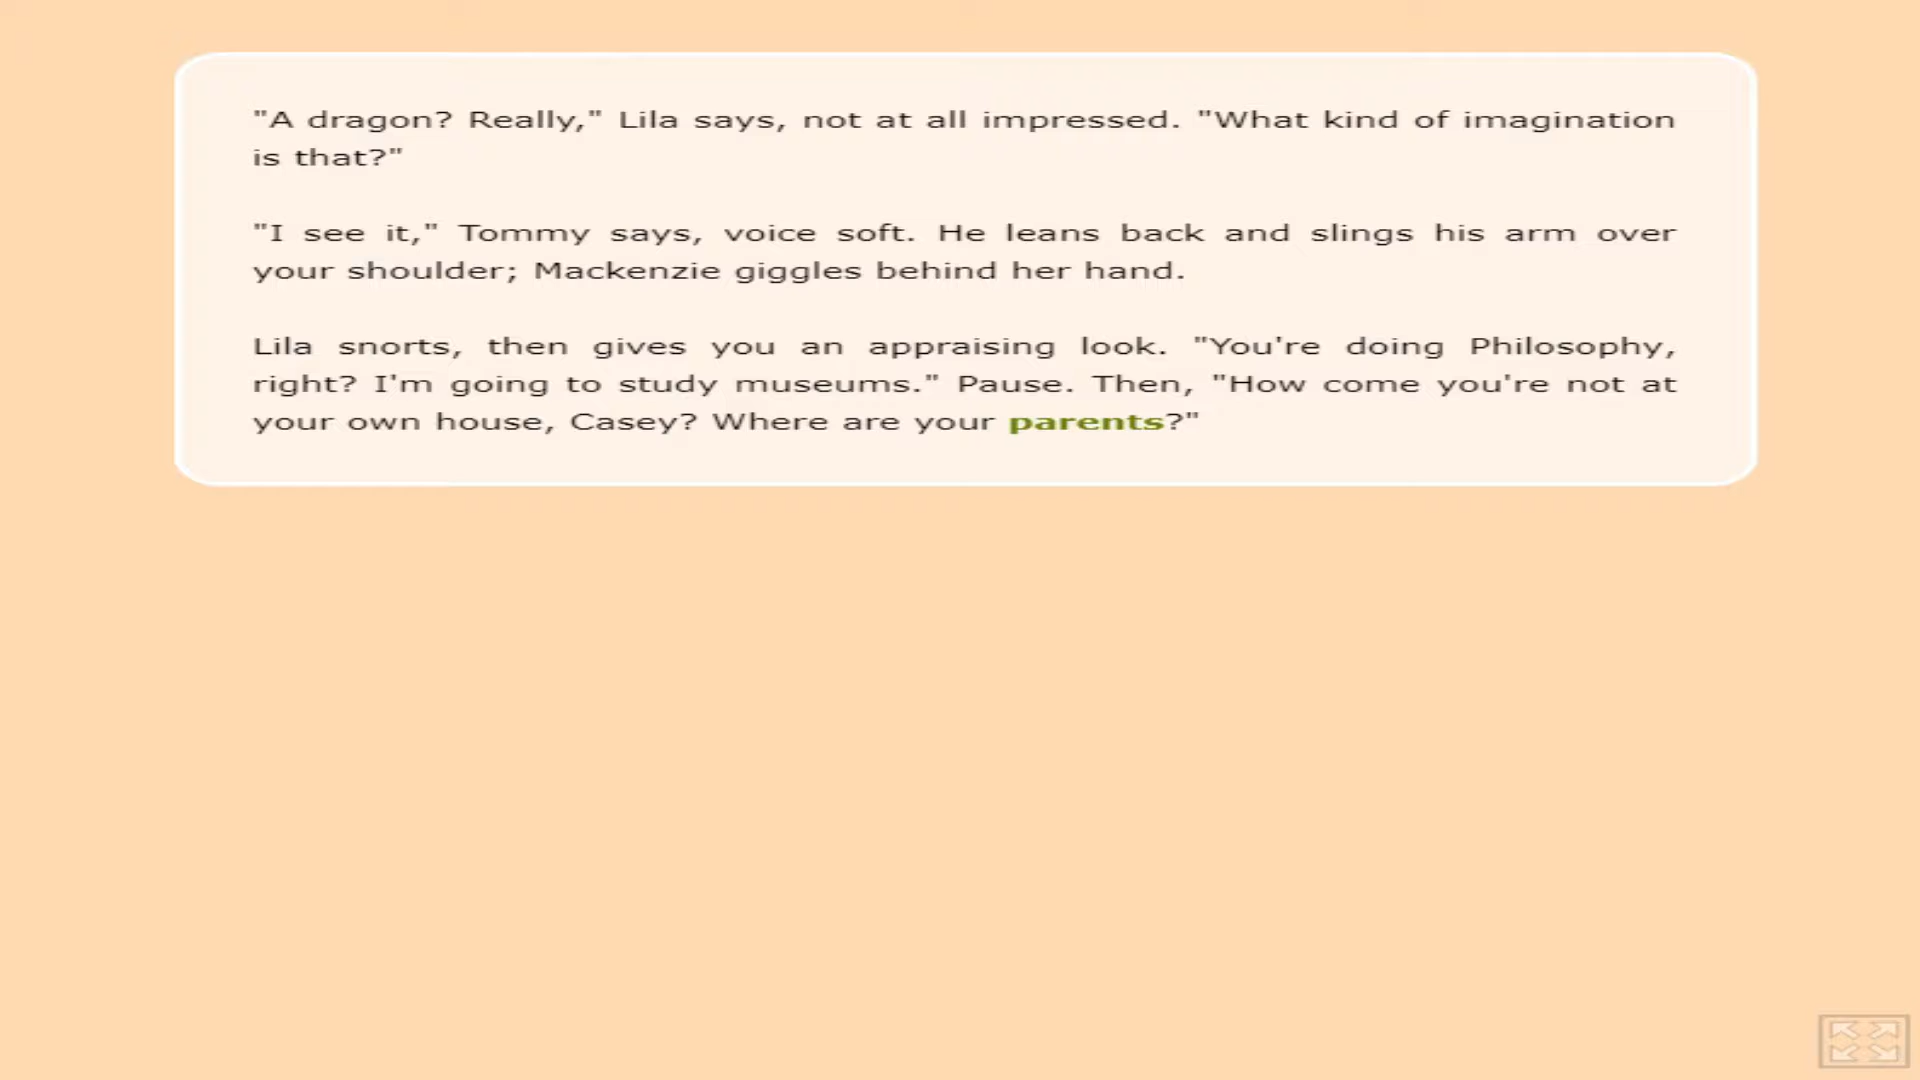 "A dragon? Really," Lila says, not at all impressed. "What kind of imagination
is that?"
"I see it," Tommy says, voice soft. He leans back and slings his arm over
your shoulder; Mackenzie giggles behind her hand.
Lila snorts, then gives you an appraising look. "You're doing Philosophy,
right? I'm going to study museums." Pause. Then, "How come you're not at
your own house, Casey? Where are your parents?"